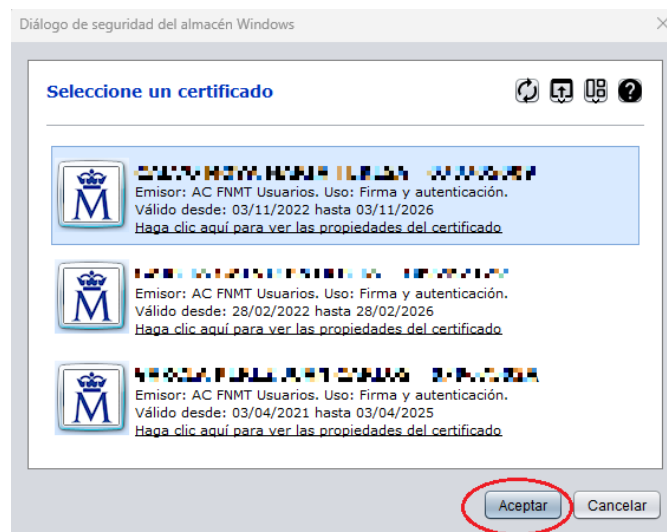 Diálogo de seguridad del almacén Windows
Seleccione un certificado
Emisor: AC FNMT Usuarios. Uso: Firma y autenticación.
Válido desde: 03/11/2022 hasta 03/11/2026
Haga clic aquí para ver las propiedades del certificado
Emisor: AC FNMT Usuarios. Uso: Firma y autenticación.
Válido desde: 28/02/2022 hasta 28/02/2026
Haga clic aquí para ver las propiedades del certificado
Emisor: AC FNMT Usuarios. Uso: Firma y autenticación.
Válido desde: 03/04/2021 hasta 03/04/2025
Haga clic aquí para ver las propiedades del certificado
Aceptar Cancelar